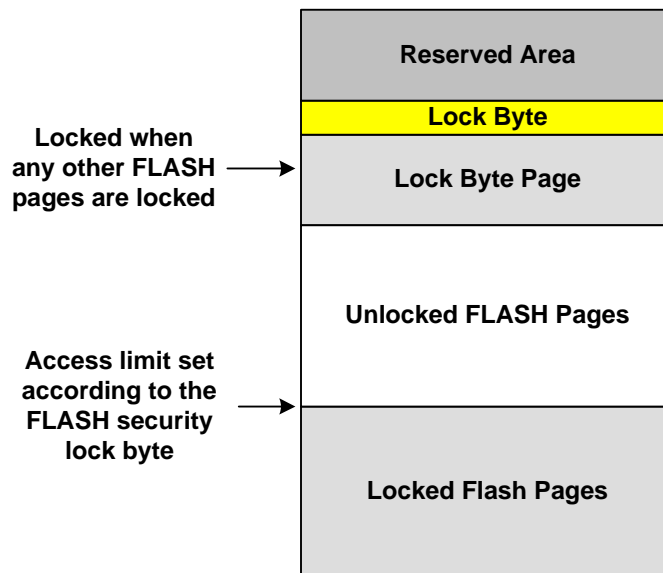 Reserved Area
Lock Byte
Locked when
any other FLASH
pages are locked
Lock Byte Page
Unlocked FLASH Pages
Access limit set
according to the
FLASH security
lock byte
Locked Flash Pages